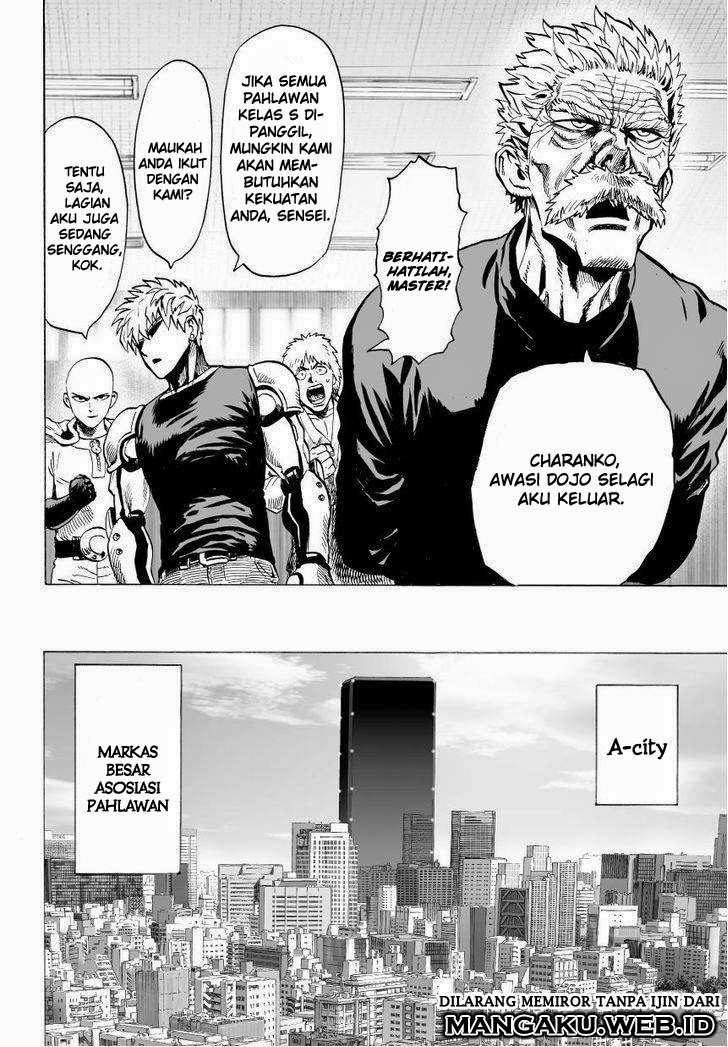 CHARANKO,
AWASI DOJO SELAGI
AKU KELUAR.
BERHATI-
HATILAH,
MASTER!
JIKA SEMUA
PAHLAWAN
KELAS S DI-
PANGGIL,
MUNGKIN KAMI
AKAN MEM-
BUTUHKAN
KEKUATAN
ANDA, SENSEI.
MAUKAH
ANDA IKUT
DENGAN
KAMI?
TENTU
SAJA,
LAGIAN
AKU JUGA
SEDANG
SENGGANG,
KOK.
A-city
MARKAS
BESAR
ASOSIASI
PAHLAWAN
DILARANG MEMIROR TANPA IJIN DARI
MANGAKU.WEB.ID